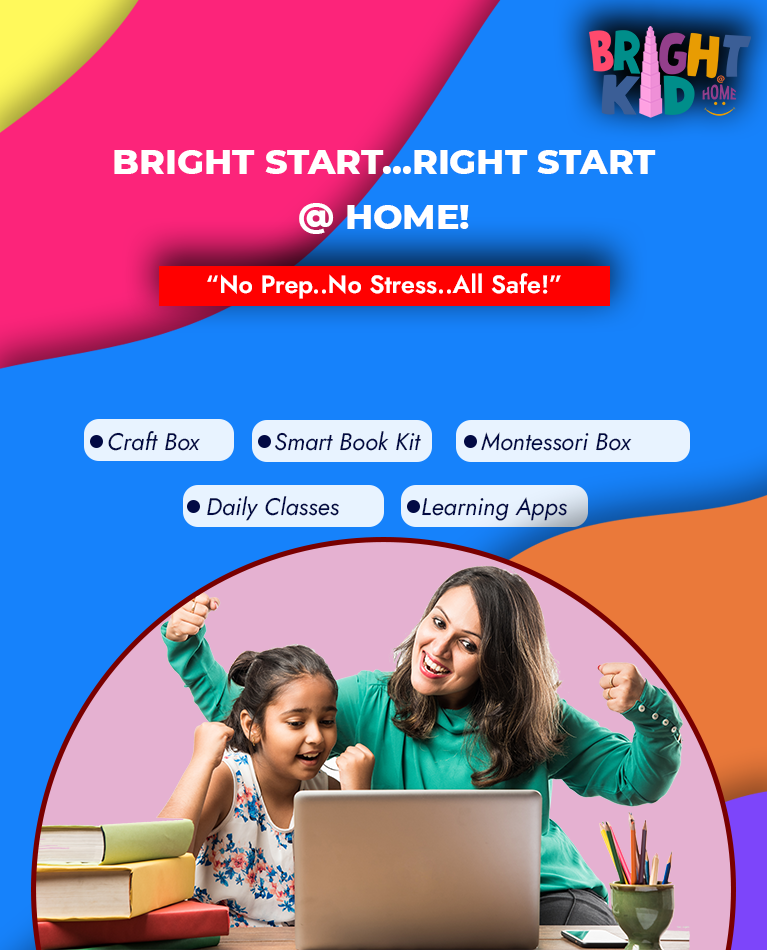 BRIGHT
KID
@
HOME
BRIGHT START...RIGHT START
@ HOME!
“No Prep..No Stress..All Safe!”
Craft Box
Smart Book Kit
Montessori Box
Daily Classes
Learning Apps